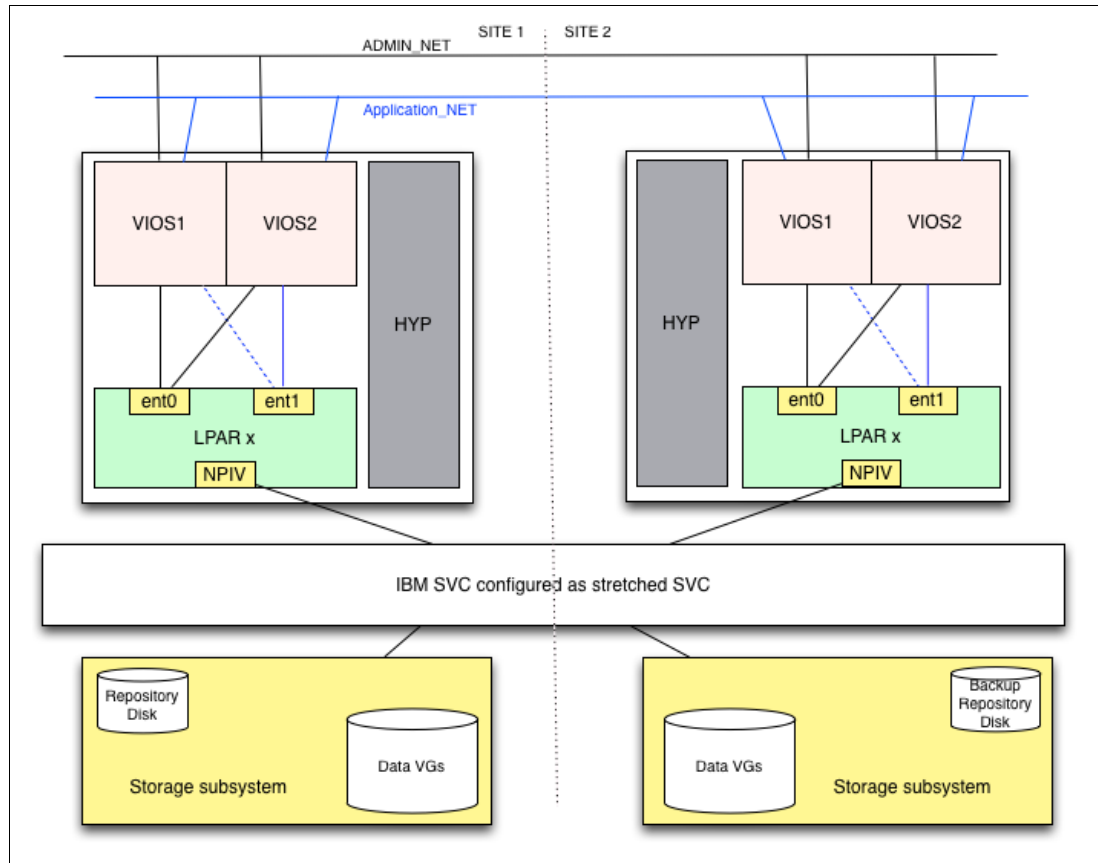 SITE 1
SITE 2
ADMIN_NET
Application_NET
VIOS1
VIOS2
HYP
ent0
ent1
LPAR x
NPIV
HYP
VIOS1
VIOS2
ent0
ent1
LPAR x
NPIV
IBM SVC configured as stretched SVC
Repository
Disk
Data VGs
Storage subsystem
Backup
Repository
Disk
Data VGs
Storage subsystem